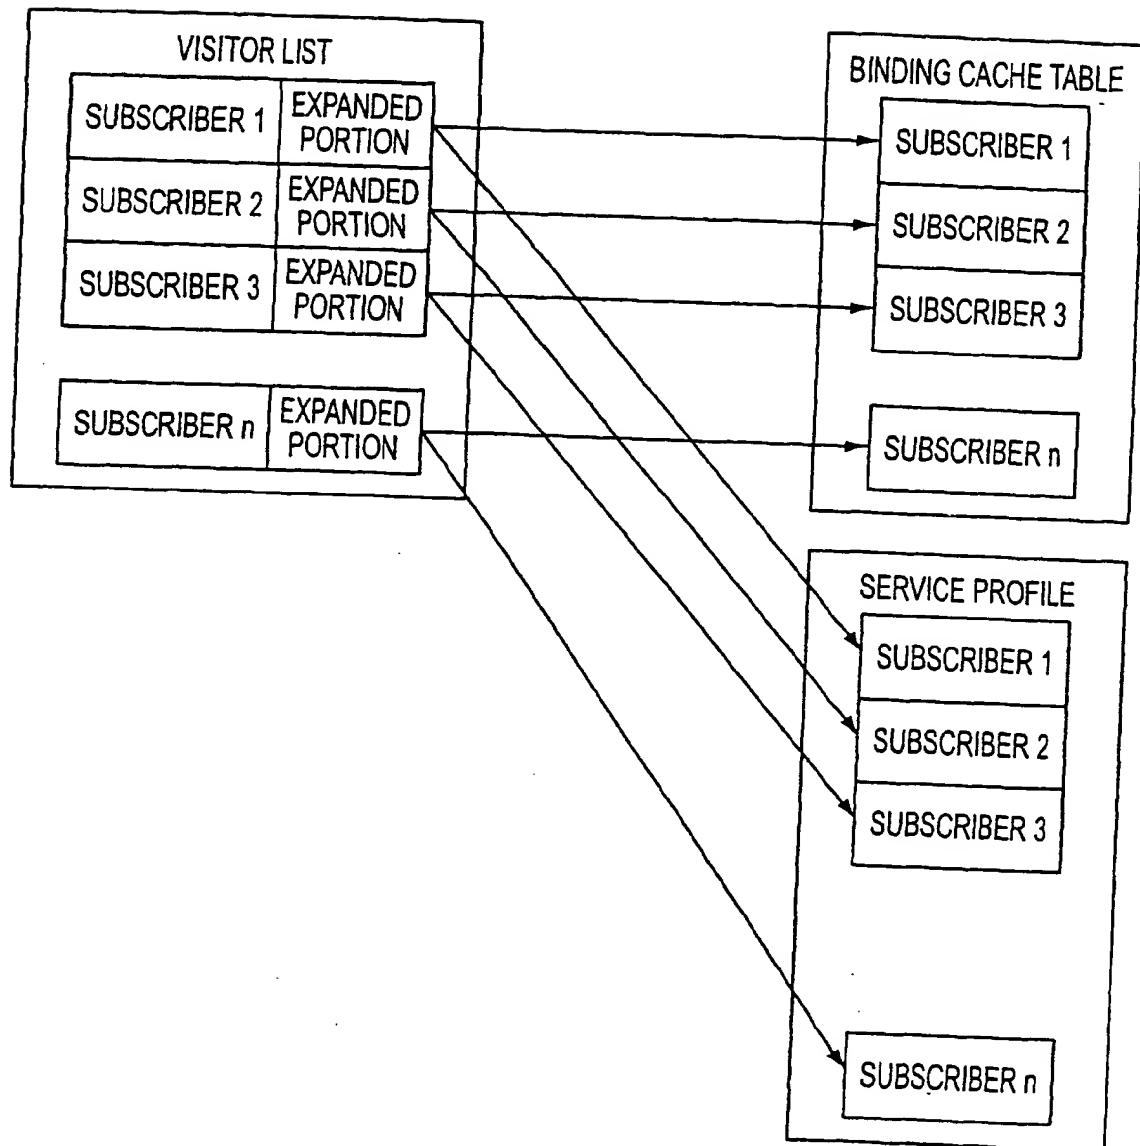 VISITOR LIST
SUBSCRIBER 1
EXPANDED
PORTION
SUBSCRIBER 2
EXPANDED
PORTION
SUBSCRIBER 3
EXPANDED
PORTION
SUBSCRIBER n
EXPANDED
PORTION
BINDING CACHE TABLE
SUBSCRIBER 1
SUBSCRIBER 2
SUBSCRIBER 3
SUBSCRIBER n
SERVICE PROFILE
SUBSCRIBER 1
SUBSCRIBER 2
SUBSCRIBER 3
SUBSCRIBER n